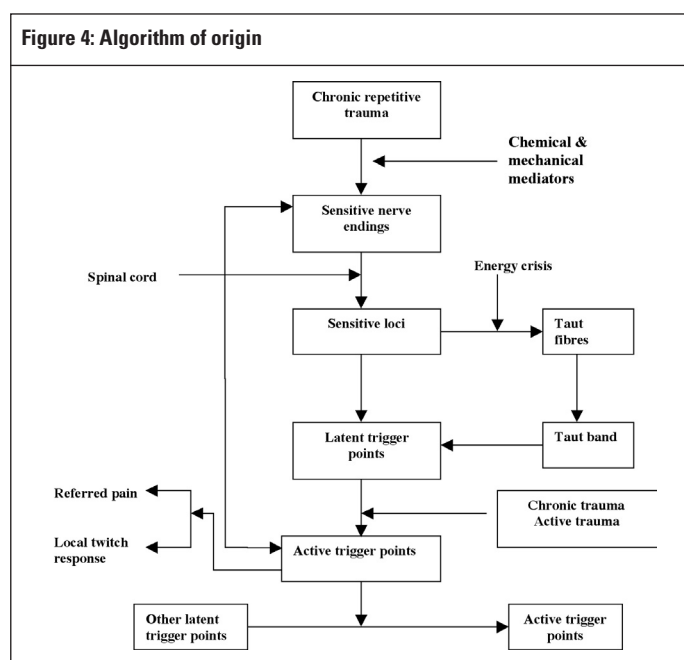 Figure 4: Algorithm of origin
Chronic repetitive
trauma
Chemical &
mechanical
mediators
Sensitive nerve
endings
Spinal cord
Energy crisis
Sensitive loci
Taut
fibres
Latent trigger
points
Taut band
Referred pain
Chronic trauma
Active trauma
Local twitch
response
Active trigger points
Other latent
trigger points
Active trigger
points